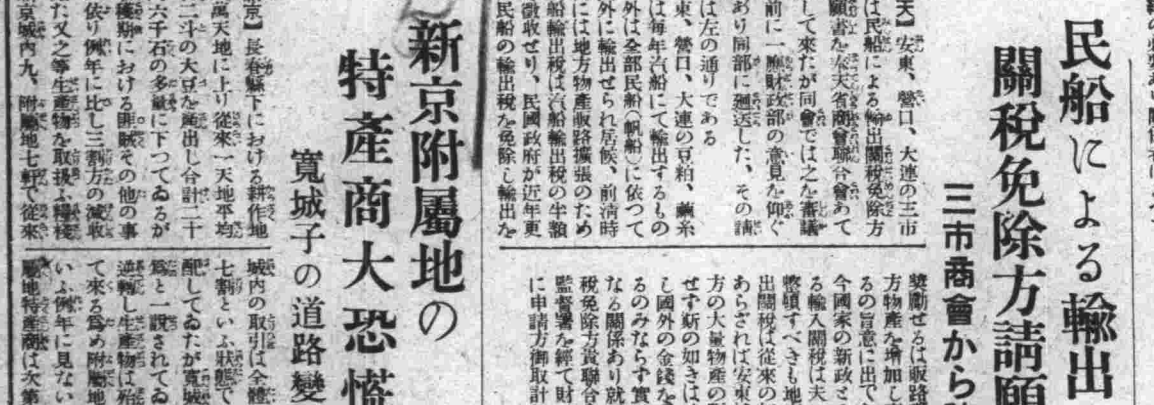 民船による輸出
關稅免除方請願
三市商會から
天】安東、營口、大連の三市
は民船による輸出關稅免除方
願書を奉天省商會聯合會あて
して來たが同會では之を審議
前に一應財政部の意見を仰ぐ
あり同部に廻送した、その請
は左の通りである
東、營口、大連の豆粕、繭糸
は每年汽船にて輸出するもの
外は全部民船(帆船)に依つて
外に輸出せられ居候、前淸時
には地方物產販路擴張のため
船輸出稅は汽船輸出稅の半額
徵收せり、民國政府が近年更
民船の輸出稅を免除し輸出を
奬勵せるは販路
方物產を增加し
るの旨意に出で
今國家の新政と
る輸入關稅は夫
整頓すべきも地
出關稅は從來の
あらざれば安東
方の大量物產の
せず斯の如きは
し國外の金錢を
るのみならず實
なる關係あり就
稅免除方貴聯合
監督署を經て財
に申請方御取計
新京附屬地の
特產商大恐慌
寬城子の道路變
京】長春縣下における耕作地
萬天地に上り從來一天地平均
二斗の大豆を產出し合計二十
六千石の多量に下つてゐるが
穫期における匪賊その他の事
依り例年に比し三割方の減收
た又之等生產物を取扱ふ糧棧
京城內九、附屬地七軒で從來
城內の取引は全體
七割といふ狀態で
配してゐたが寬城
爲と一說されてゐ
逆轉し生產物は殆
て來る爲め附屬地
いふ例年に見ない
屬地特產商は次第